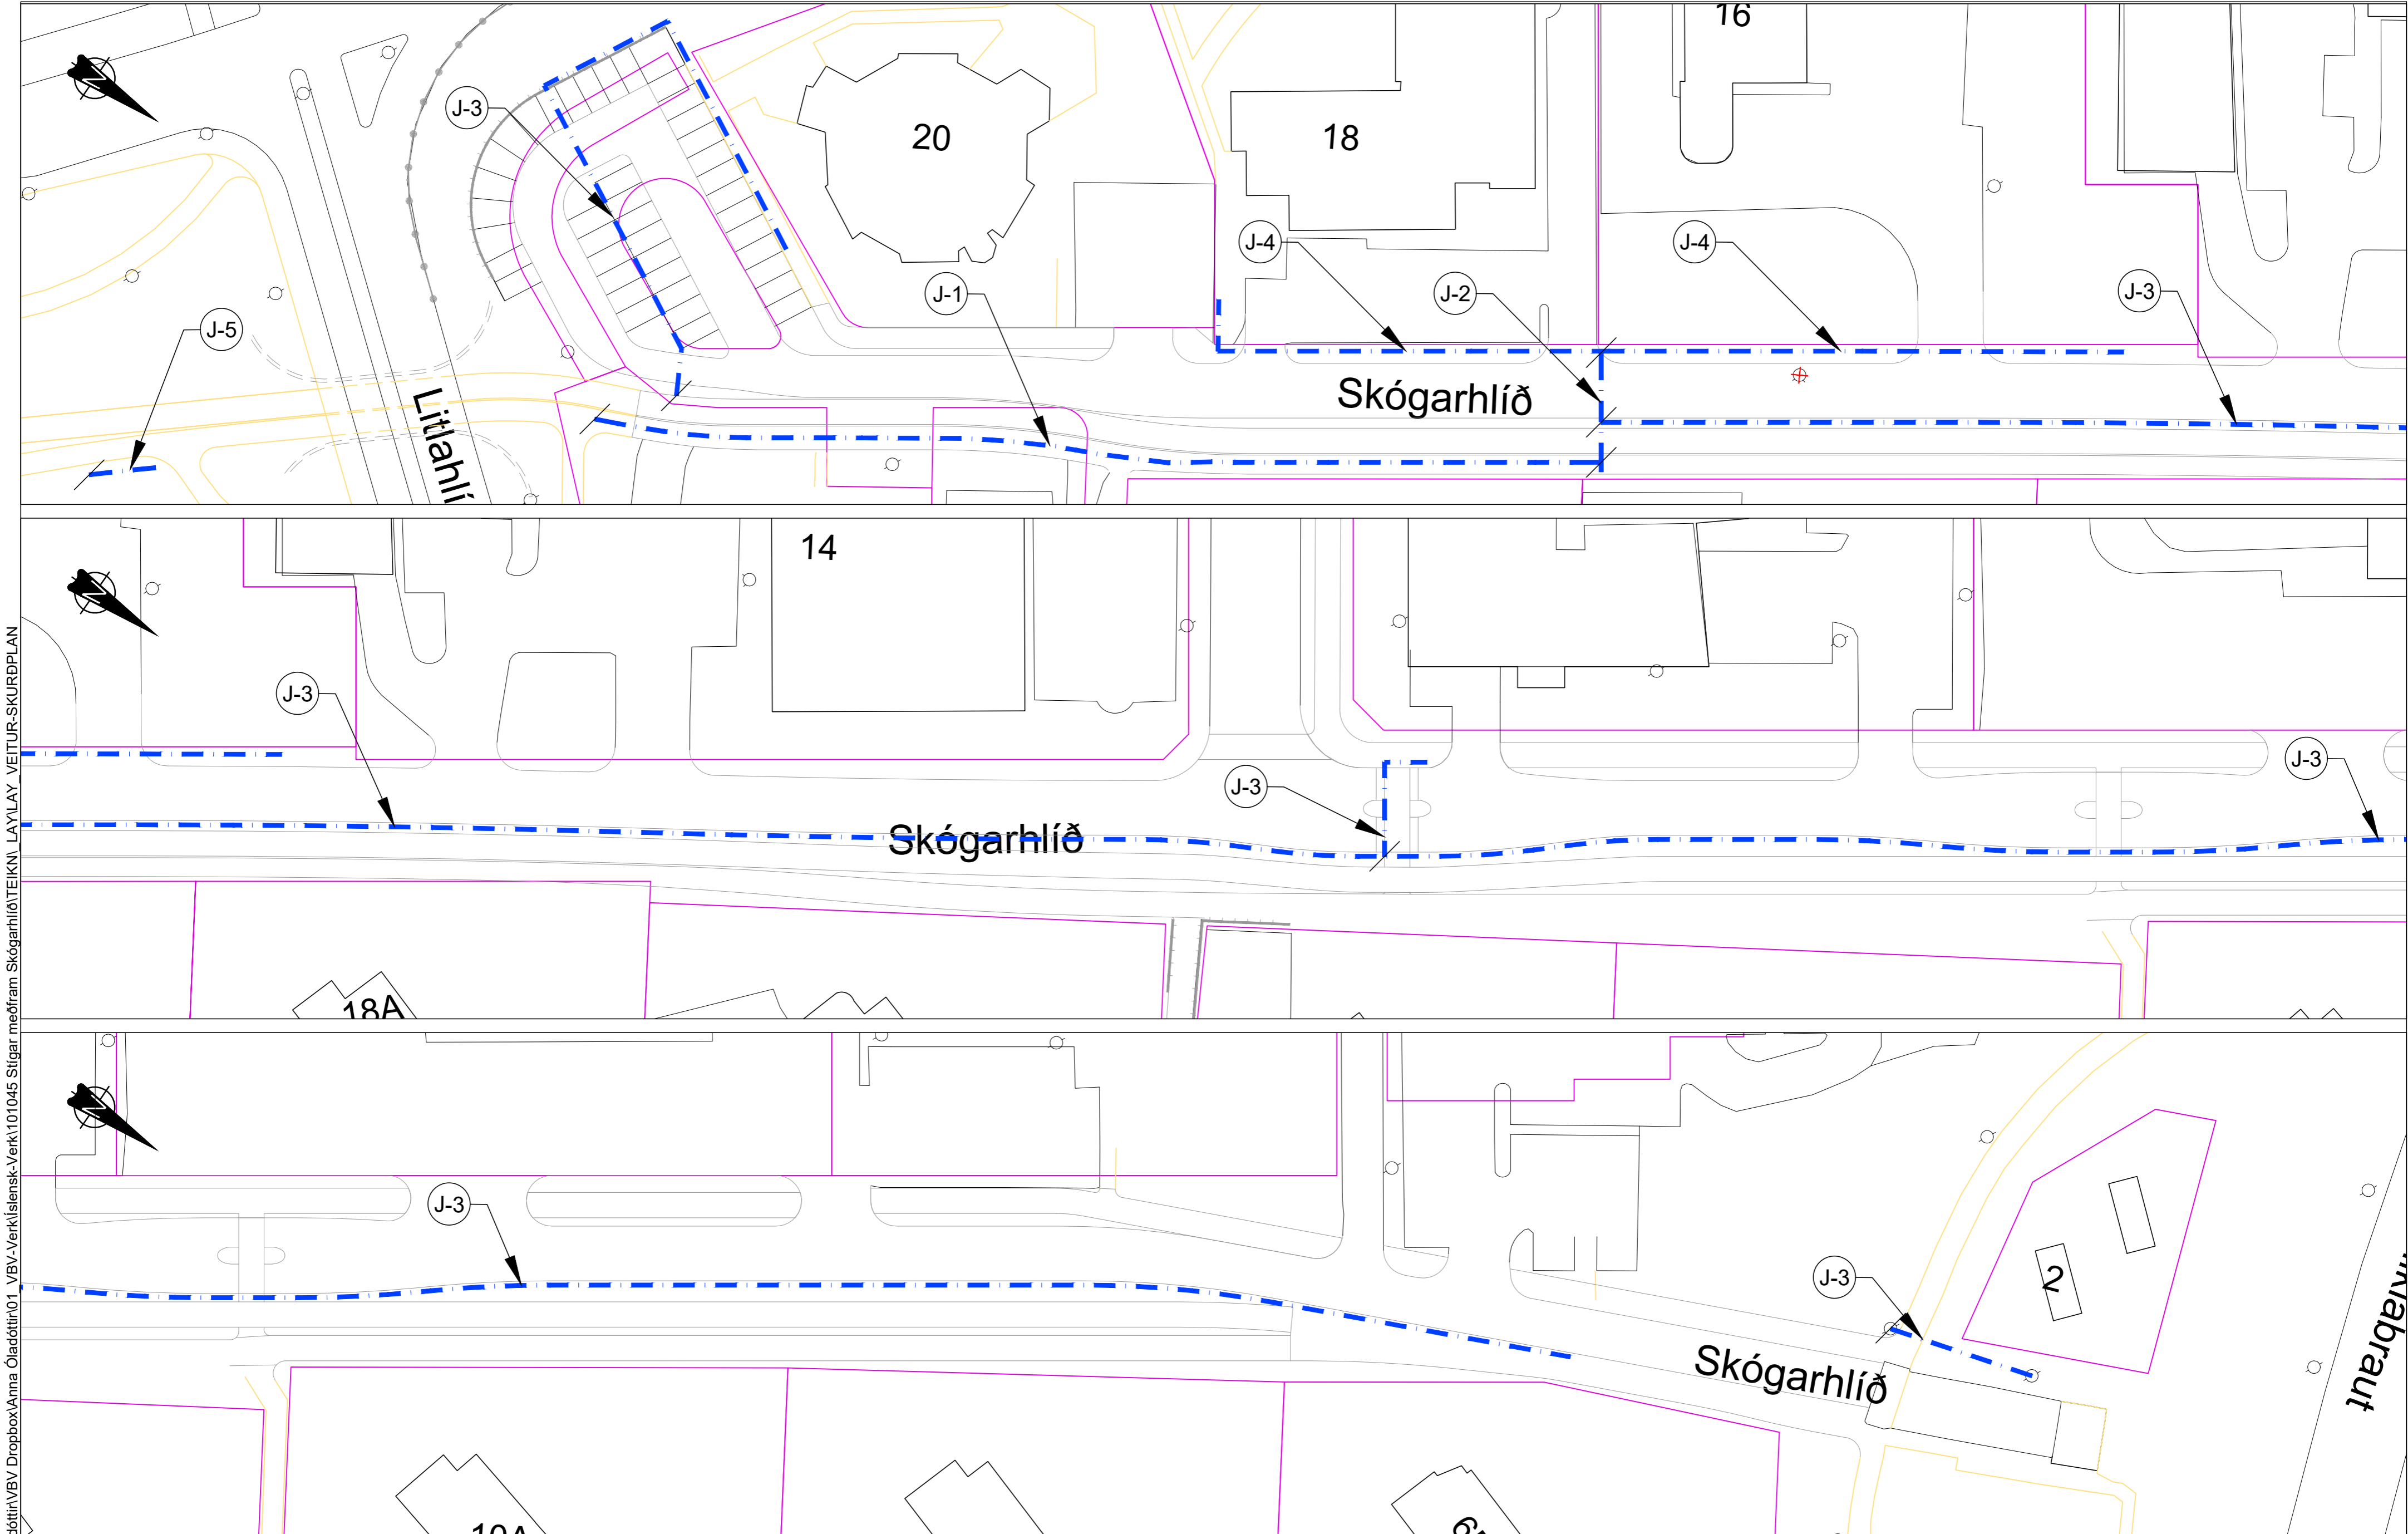 16
J-3
20
18
J-4
J-4
J-1
J-2
J-3
J-5
Skógarhlíð
Litlahlí
14
J-3
J-3
J-3
Skógarhlíð
18A
J-3
J-3
2
Skógarhlíð
10A
dóttir\VBV Dropbox\Anna Óladóttir\01_VBV-Verk\Íslensk-Verk\101045 Stígar meðfram Skógarhlíð\TEIKN\_LAY\LAY_VEITUR-SKURÐPLAN